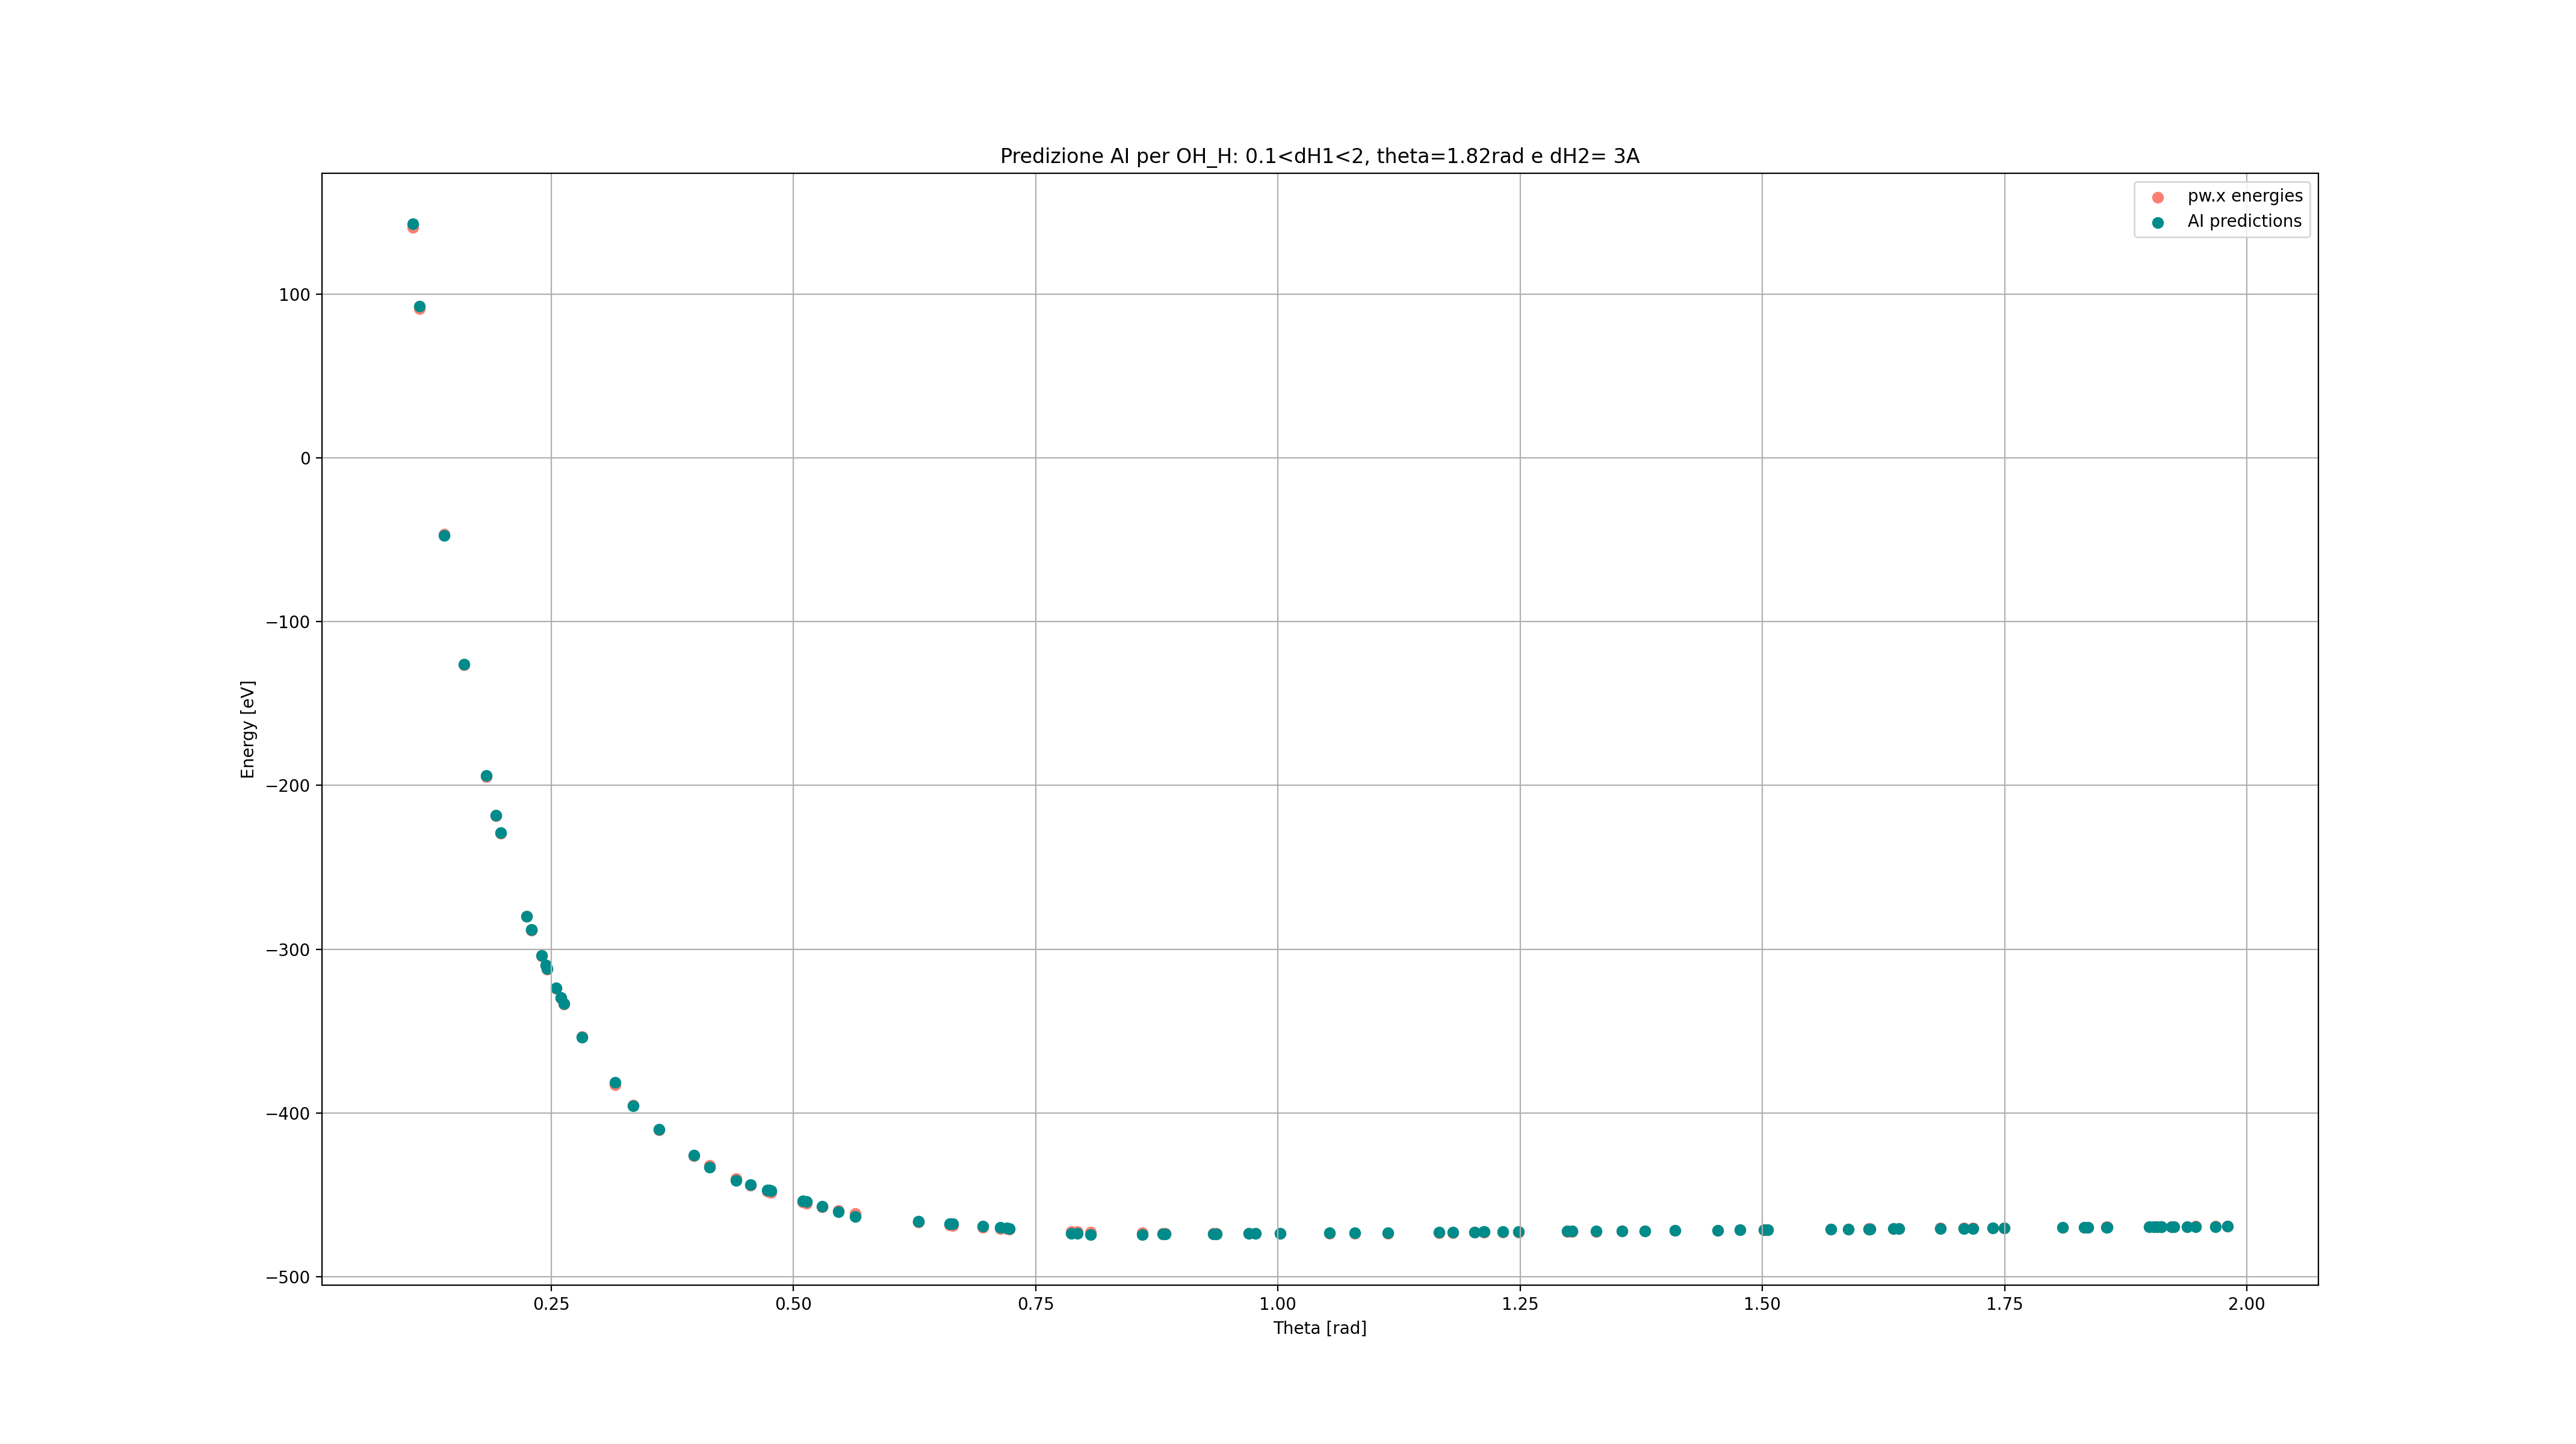 Predizione AI per OH_H: 0.1<dH1<2, theta=1.82rad e dH2= 3A
pw.x energies
AI predictions
100
0
−100
−200
−300
−400
−500
Energy [eV]
0.25 0.50 0.75 1.00 1.25 1.50 1.75 2.00
Theta [rad]